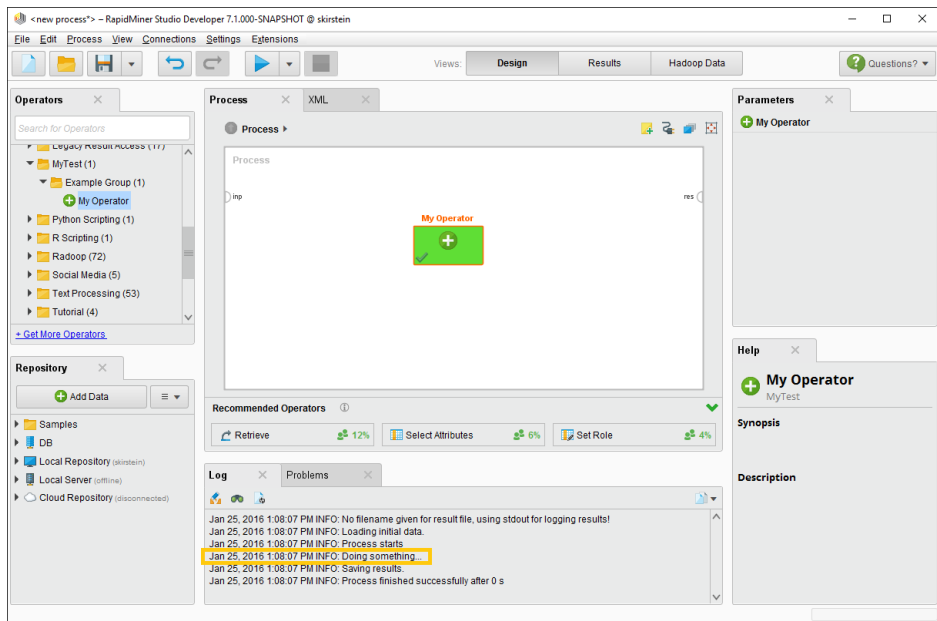 <new process*> – RapidMiner Studio Developer 7.1.000-SNAPSHOT @ skirstein
File Edit Process View Connections Settings Extensions
Views: Design Results Hadoop Data Questions?
Operators
Search for Operators
Legacy Result Access (17)
MyTest (1)
Example Group (1)
My Operator
Python Scripting (1)
R Scripting (1)
Radoop (72)
Social Media (5)
Text Processing (53)
Tutorial (4)
+ Get More Operators
Repository
Add Data
Samples
DB
Local Repository (skirstein)
Local Server (offline)
Cloud Repository (disconnected)
Process XML
Process
Process
inp
res
My Operator
Recommended Operators
Retrieve 12% Select Attributes 6% Set Role 4%
Log Problems
Jan 25, 2016 1:08:07 PM INFO: No filename given for result file, using stdout for logging results!
Jan 25, 2016 1:08:07 PM INFO: Loading initial data.
Jan 25, 2016 1:08:07 PM INFO: Process starts
Jan 25, 2016 1:08:07 PM INFO: Doing something...
Jan 25, 2016 1:08:07 PM INFO: Saving results.
Jan 25, 2016 1:08:07 PM INFO: Process finished successfully after 0 s
Parameters
My Operator
Help
My Operator
MyTest
Synopsis
Description